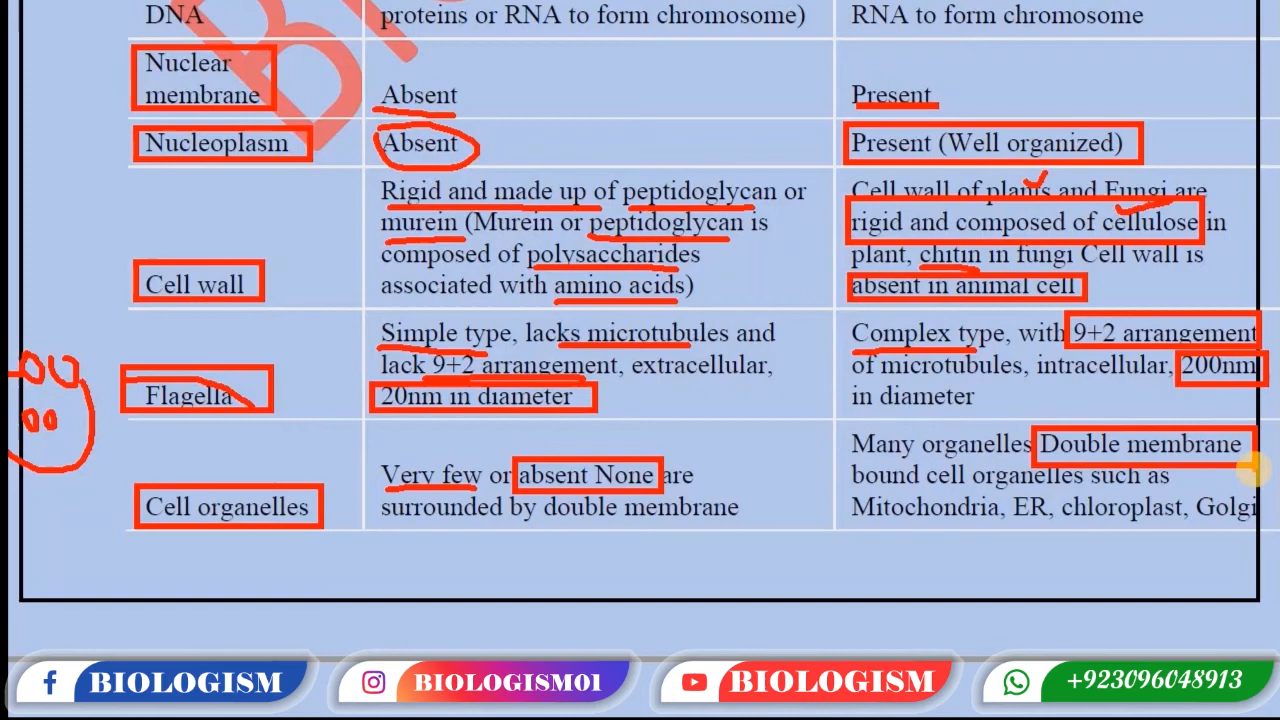 DNA
proteins or RNA to form chromosome)
RNA to form chromosome
Nuclear
membrane
Absent
Present
Nucleoplasm
Absent
Present (Well organized)
Cell wall
Rigid and made up of peptidoglycan or
murein (Murein or peptidoglycan is
composed of polysaccharides
associated with amino acids)
Cell wall of plants and Fungi are
rigid and composed of cellulose in
plant, chitin in fungi Cell wall is
absent in animal cell
Flagella
Simple type, lacks microtubules and
lack 9+2 arrangement, extracellular,
20nm in diameter
Complex type, with 9+2 arrangement
of microtubules, intracellular, 200nm
in diameter
Cell organelles
Very few or absent None are
surrounded by double membrane
Many organelles Double membrane
bound cell organelles such as
Mitochondria, ER, chloroplast, Golgi
BIOLOGISM
BIOLOGISM01
BIOLOGISM
+923096048913